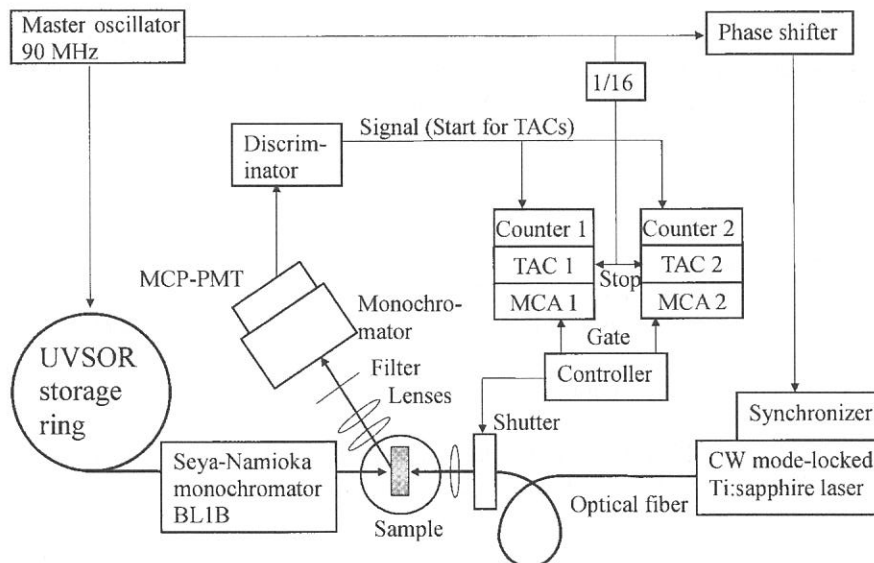 Master oscillator
90 MHz
Phase shifter
1/16
Signal (Start for TACs)
Discrim-
inator
Counter 1
TAC 1
MCA 1
Counter 2
TAC 2
MCA 2
Stop
MCP-PMT
Monochro-
mator
Gate
Controller
Filter
Lenses
UVSOR
storage
ring
Shutter
Synchronizer
Seya-Namioka
monochromator
BL1B
Sample
Optical fiber
CW mode-locked
Ti:sapphire laser